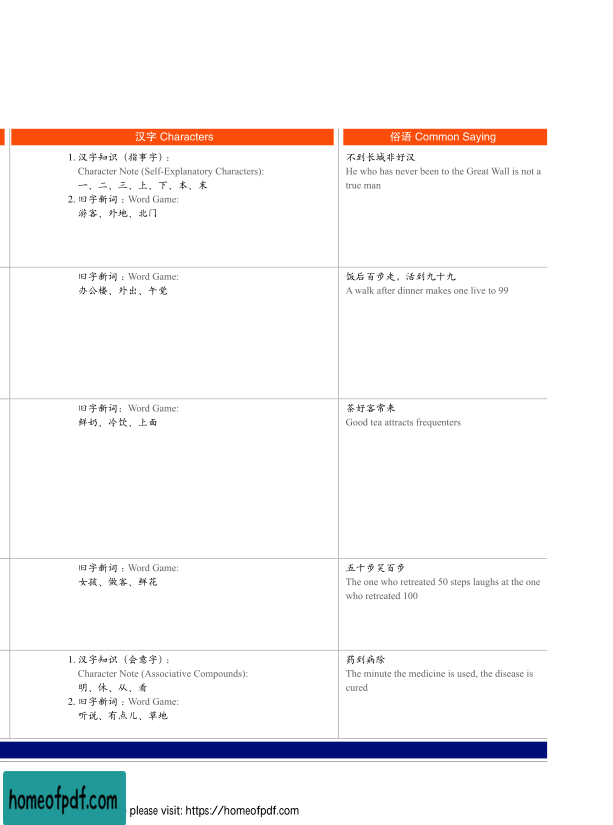 汉字 Characters
俗语 Common Saying
1. 汉字知识（指事字）：
Character Note (Self-Explanatory Characters):
一、二、三、上、下、本、末
2. 旧字新词：Word Game:
游客、外地、北门
不到长城非好汉
He who has never been to the Great Wall is not a
true man
旧字新词：Word Game:
办公楼、外出、午觉
饭后百步走，活到九十九
A walk after dinner makes one live to 99
旧字新词：Word Game:
鲜奶、冷饮、上面
茶好客常来
Good tea attracts frequenters
旧字新词：Word Game:
女孩、做客、鲜花
五十步笑百步
The one who retreated 50 steps laughs at the one
who retreated 100
1. 汉字知识（会意字）：
Character Note (Associative Compounds):
明、休、从、看
2. 旧字新词：Word Game:
听说、有点儿、草地
药到病除
The minute the medicine is used, the disease is
cured
homeofpdf.com
please visit: https://homeofpdf.com